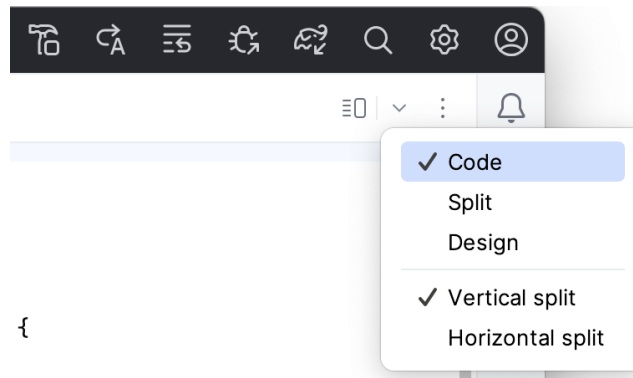 Code
Split
Design
Vertical split
Horizontal split
{